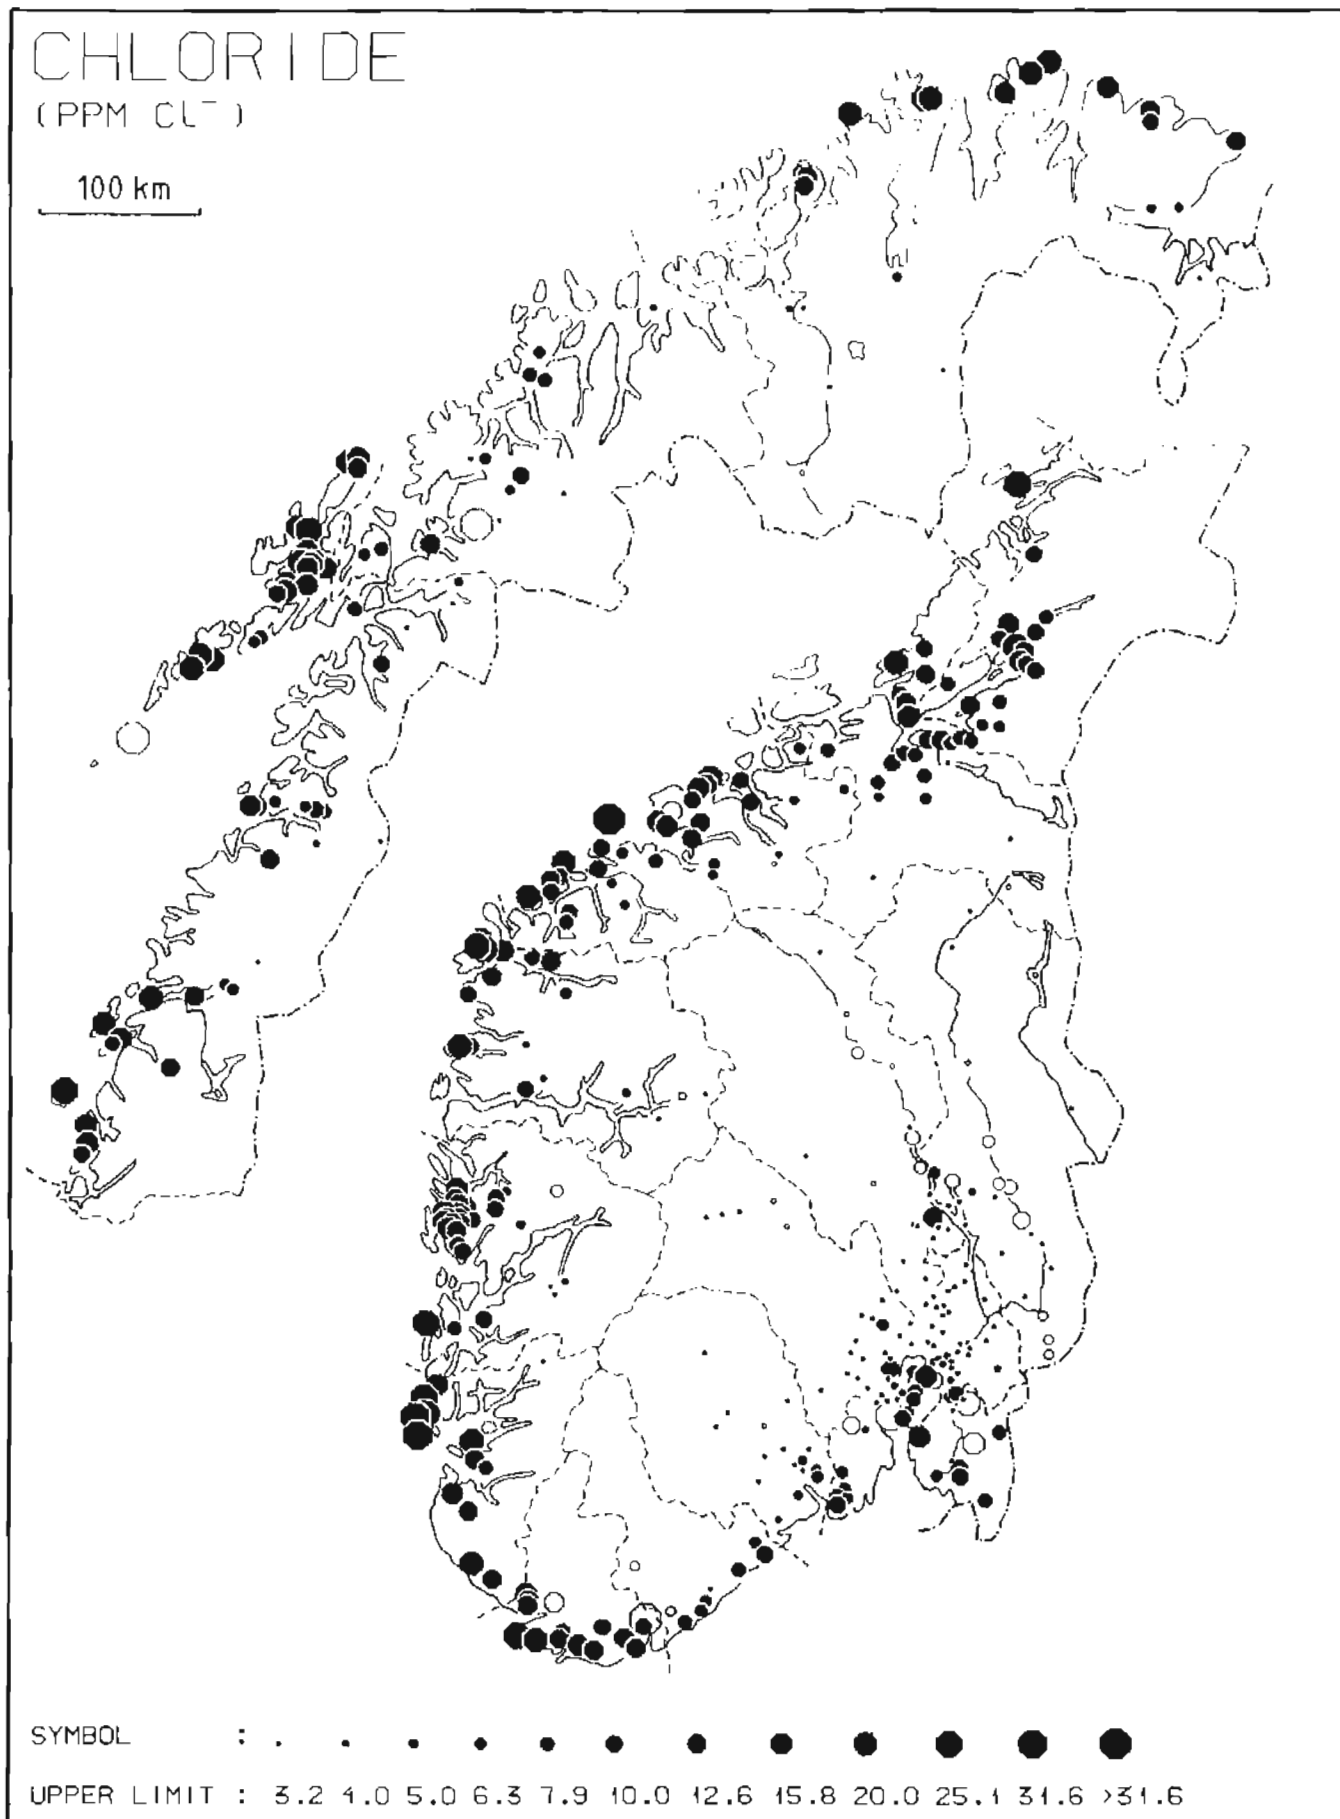 CHLORIDE
(PPM CL⁻)
100 km
SYMBOL :
UPPER LIMIT : 3.2 4.0 5.0 6.3 7.9 10.0 12.6 15.8 20.0 25.1 31.6 >31.6